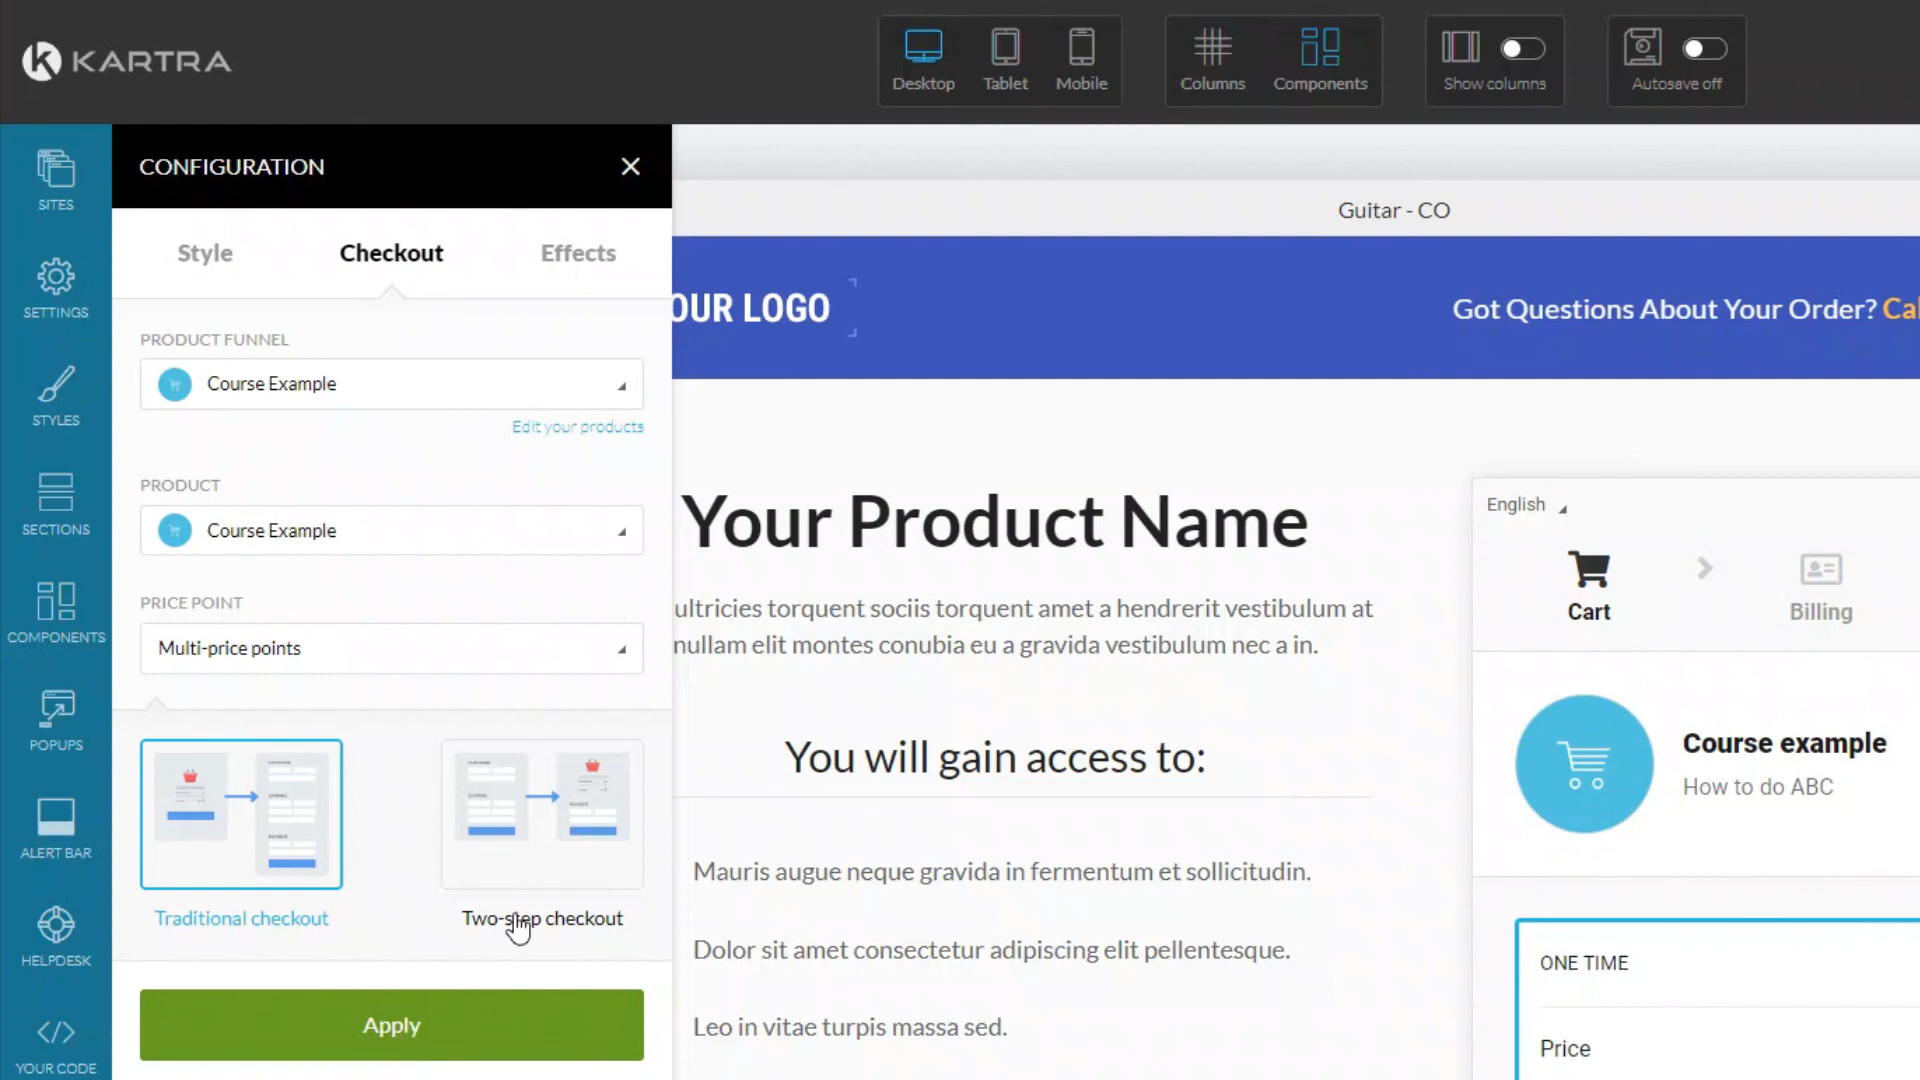 KARTRA
Desktop
Tablet
Mobile
Columns
Components
Show columns
Autosave off
SITES
SETTINGS
STYLES
SECTIONS
COMPONENTS
POPUPS
ALERT BAR
HELPDESK
YOUR CODE
CONFIGURATION
Style
Checkout
Effects
PRODUCT FUNNEL
Course Example
Edit your products
PRODUCT
Course Example
PRICE POINT
Multi-price points
Traditional checkout
Two-step checkout
Apply
Guitar - CO
OUR LOGO
Got Questions About Your Order? Cal
Your Product Name
ultricies torquent sociis torquent amet a hendrerit vestibulum at
nullam elit montes conubia eu a gravida vestibulum nec a in.
You will gain access to:
Mauris augue neque gravida in fermentum et sollicitudin.
Dolor sit amet consectetur adipiscing elit pellentesque.
Leo in vitae turpis massa sed.
English
Cart
Billing
Course example
How to do ABC
ONE TIME
Price